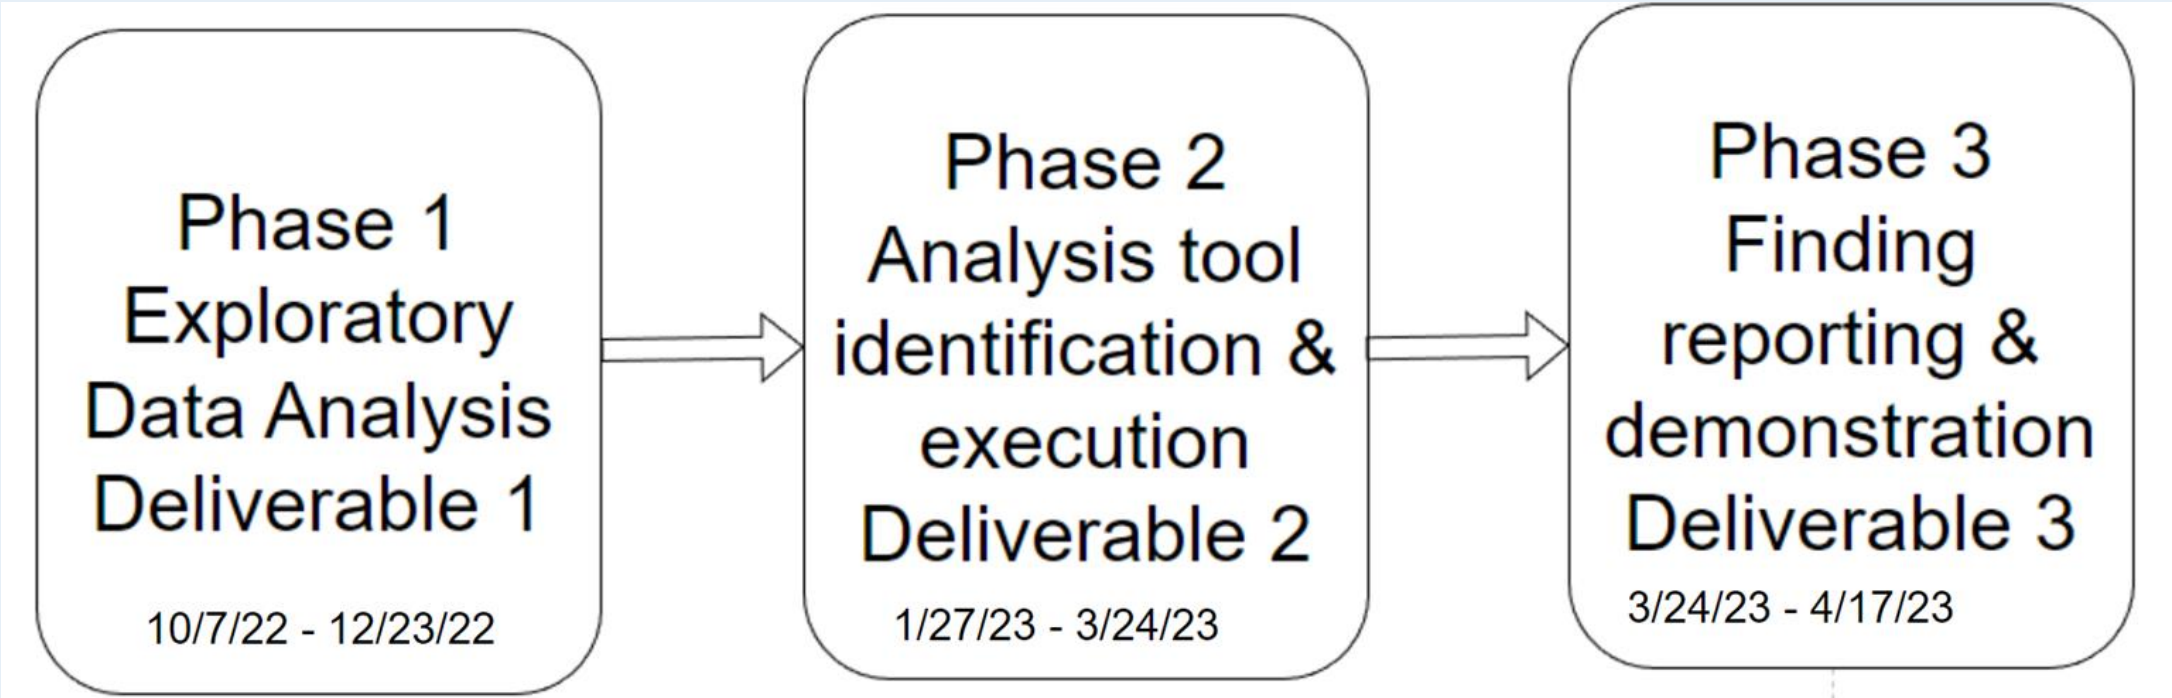 Phase 1
Exploratory
Data Analysis
Deliverable 1
10/7/22 - 12/23/22
Phase 2
Analysis tool
identification &
execution
Deliverable 2
1/27/23 - 3/24/23
Phase 3
Finding
reporting &
demonstration
Deliverable 3
3/24/23 - 4/17/23